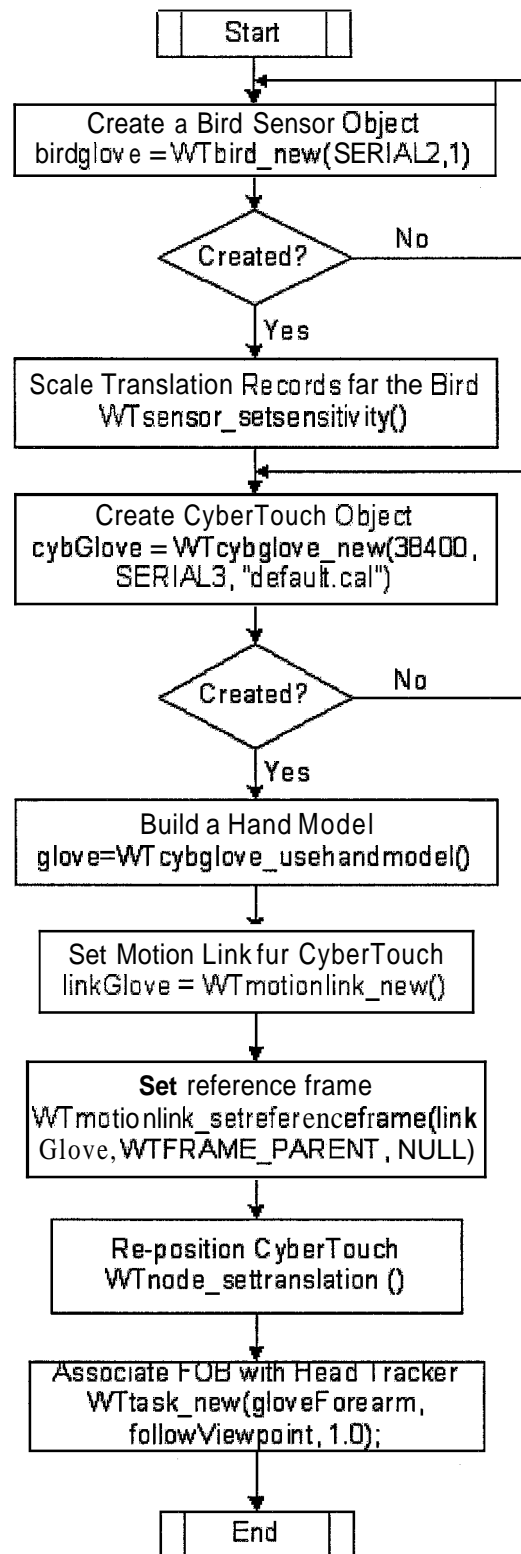 Start
Create a Bird Sensor Object
birdglove = WTbird_new(SERIAL2,1)
Created?
No
Yes
Scale Translation Records far the Bird
WTsensor_setsensitivity()
Create CyberTouch Object
cybGlove = WTcybglove_new(38400,
SERIAL3, "default.cal")
Created?
No
Yes
Build a Hand Model
glove=WTcybglove_usehandmodel()
Set Motion Link fur CyberTouch
linkGlove = WTmotionlink_new()
Set reference frame
WTmotionlink_setreferenceframe(link
Glove, WTFRAME_PARENT, NULL)
Re-position CyberTouch
WTnode_settranslation ()
Associate FOB with Head Tracker
WTtask_new(gloveForearm,
followViewpoint, 1.0);
End